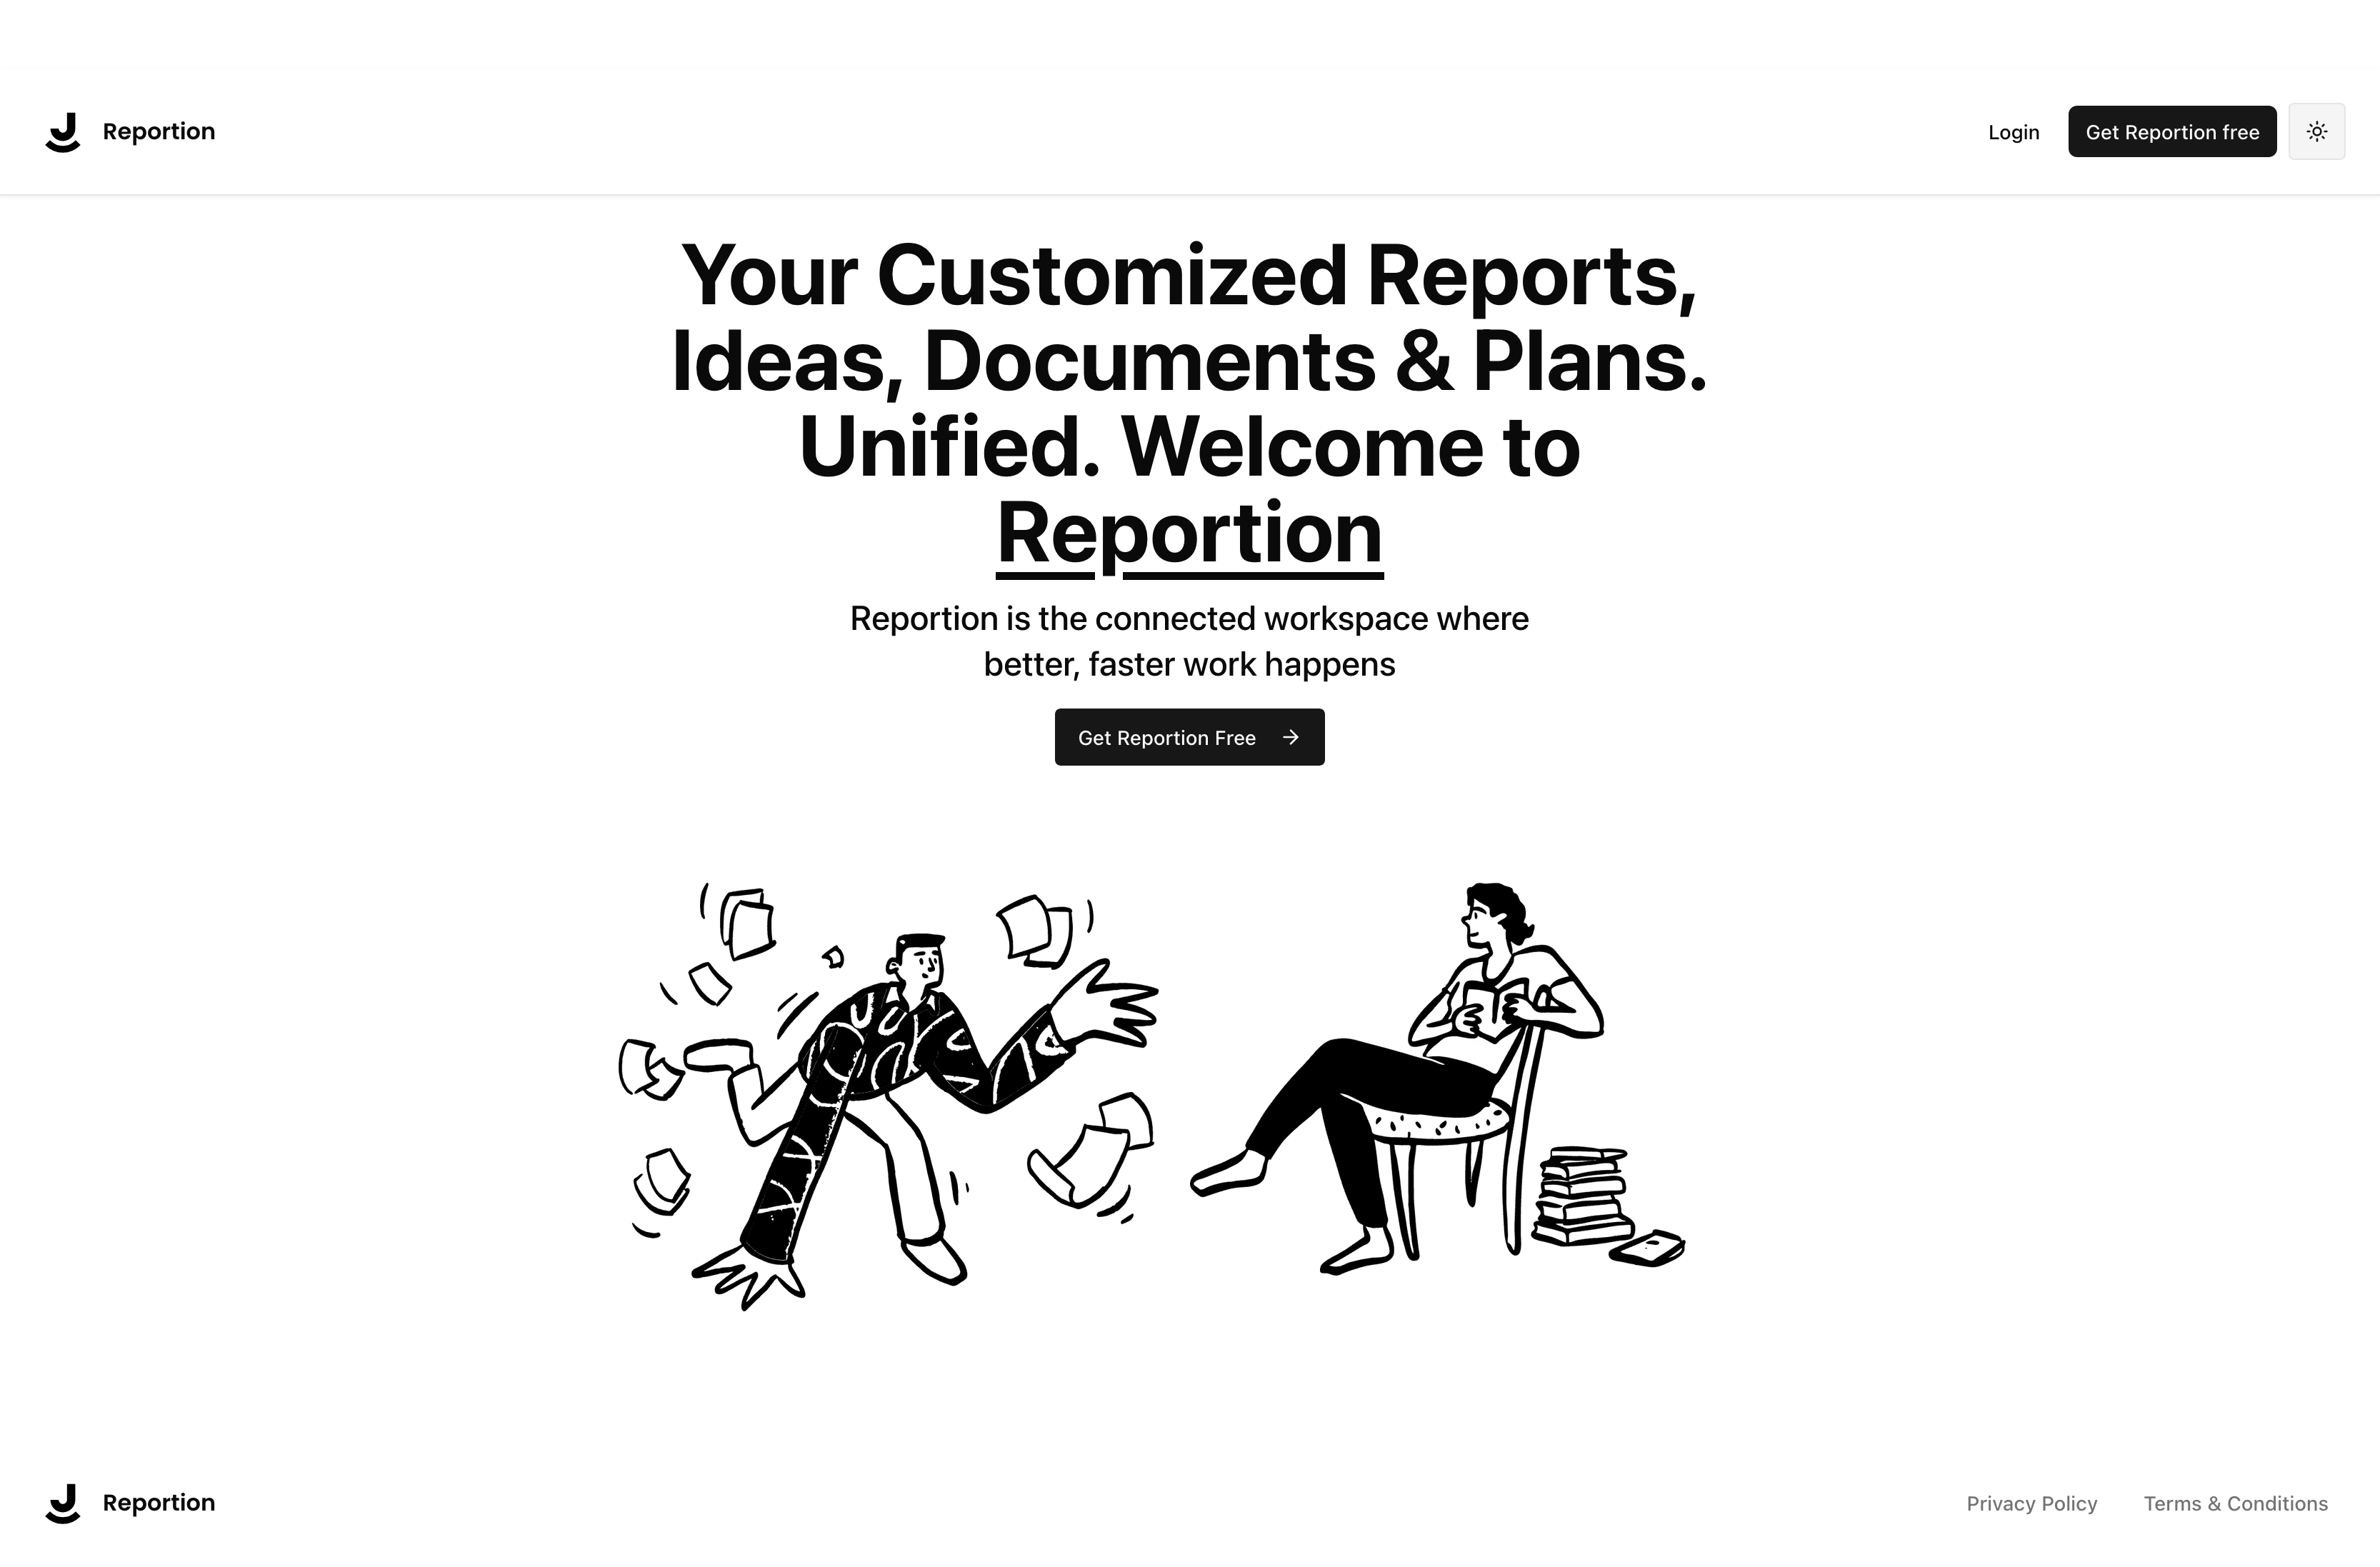 Reportion
Login
Get Reportion free
Your Customized Reports,
Ideas, Documents & Plans.
Unified. Welcome to
Reportion
Reportion is the connected workspace where
better, faster work happens
Get Reportion Free
Reportion
Privacy Policy
Terms & Conditions